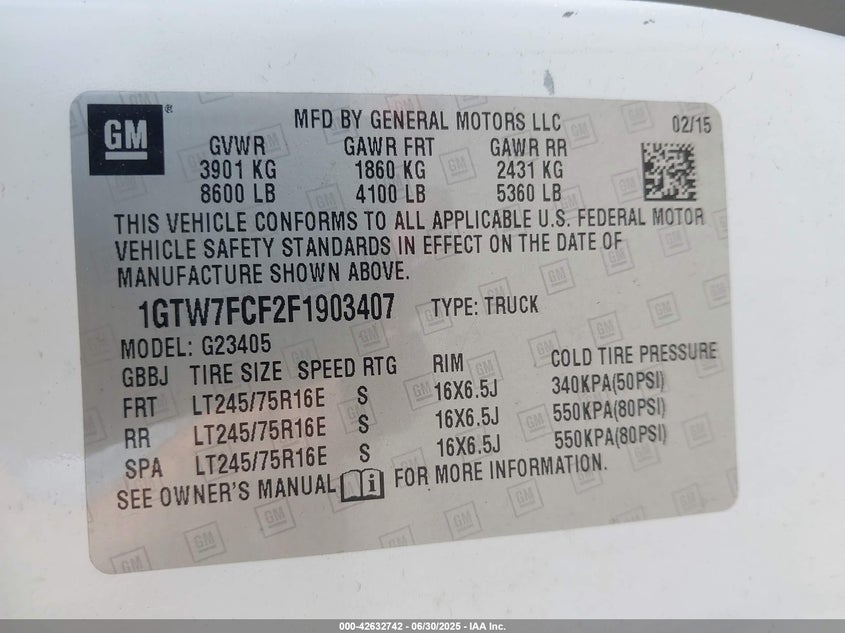 GM®
MFD BY GENERAL MOTORS LLC 02/15
GVWR GAWR FRT GAWR RR
3901 KG 1860 KG 2431 KG
8600 LB 4100 LB 5360 LB
THIS VEHICLE CONFORMS TO ALL APPLICABLE U.S. FEDERAL MOTOR
VEHICLE SAFETY STANDARDS IN EFFECT ON THE DATE OF
MANUFACTURE SHOWN ABOVE.
1GTW7FCF2F1903407 TYPE: TRUCK
MODEL: G23405
GBBJ TIRE SIZE SPEED RTG RIM COLD TIRE PRESSURE
FRT LT245/75R16E S 16X6.5J 340KPA(50PSI)
RR LT245/75R16E S 16X6.5J 550KPA(80PSI)
SPA LT245/75R16E S 16X6.5J 550KPA(80PSI)
SEE OWNER'S MANUAL i FOR MORE INFORMATION.
000-42632742 - 06/30/2025 - IAA Inc.